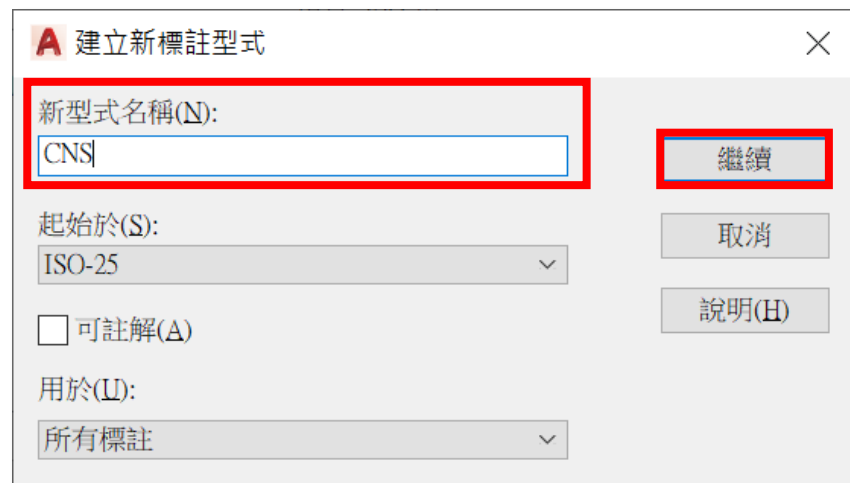 建立新標註型式
新型式名稱(N):
CNS
繼續
起始於(S):
ISO-25
取消
可註解(A)
說明(H)
用於(U):
所有標註